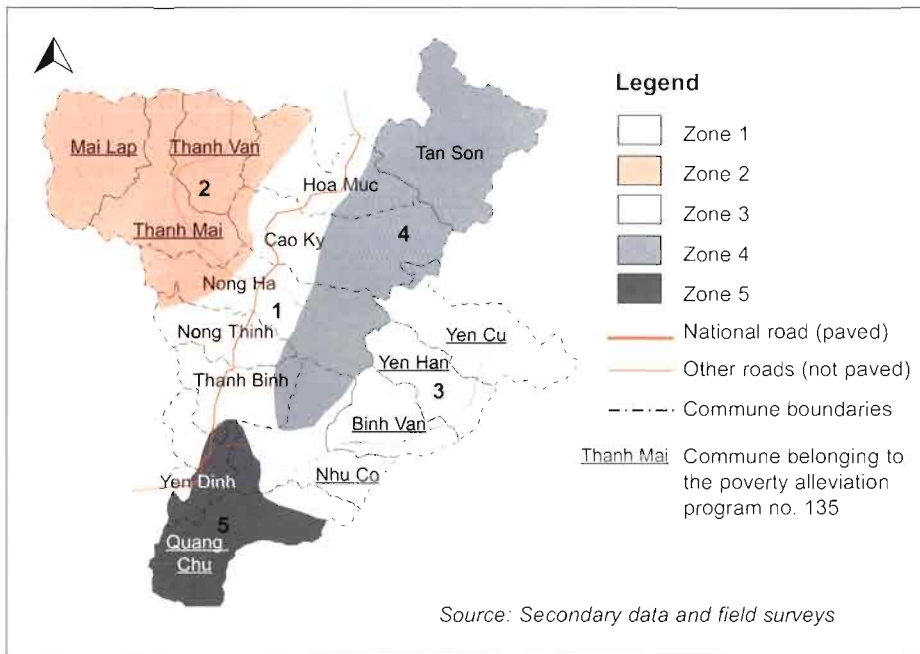 Mai Lap
Thanh Van
2
Thanh Mai
Hoa Muc
Tan Son
Cao Ky
4
Nong Ha
1
Nong Thinh
Thanh Binh
Yen Cu
Yen Han
3
Binh Van
Nhu Co
Yen Dinh
5
Quang
Chu
Legend
Zone 1
Zone 2
Zone 3
Zone 4
Zone 5
National road (paved)
Other roads (not paved)
Commune boundaries
Thanh Mai Commune belonging to
the poverty alleviation
program no. 135
Source: Secondary data and field surveys